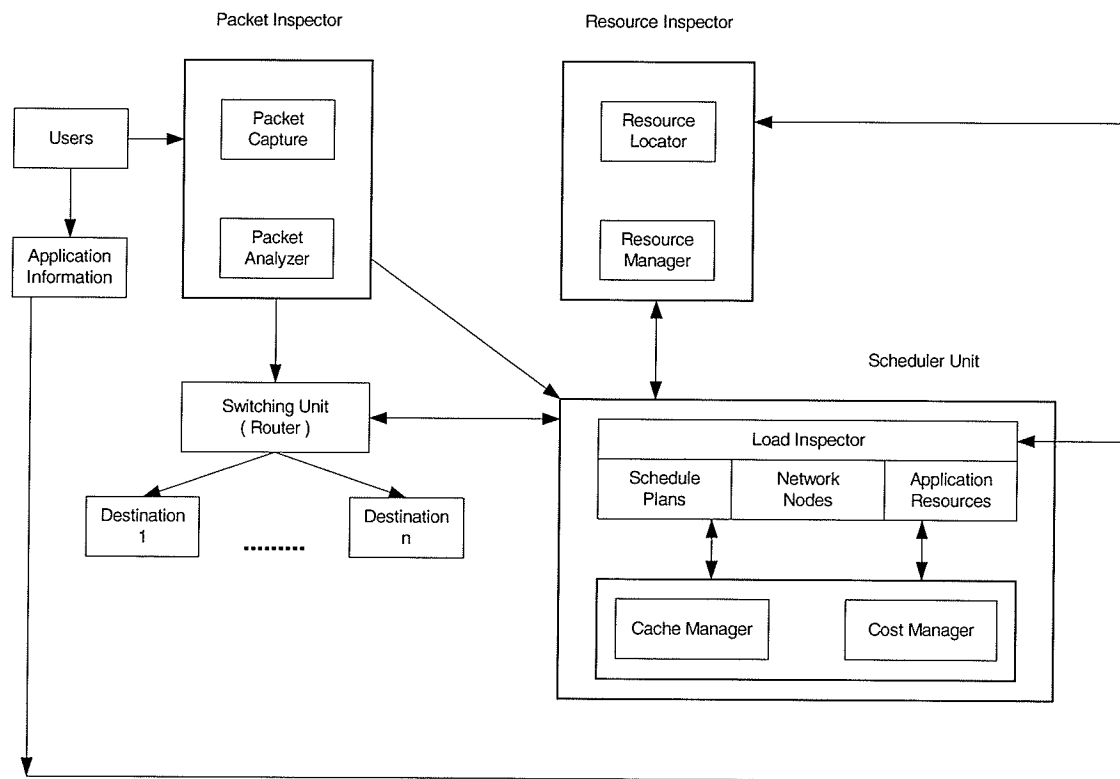 Packet Inspector
Resource Inspector
Users
Packet
Capture
Resource
Locator
Application
Information
Packet
Analyzer
Resource
Manager
Scheduler Unit
Switching Unit
( Router )
Load Inspector
Schedule
Plans
Network
Nodes
Application
Resources
Destination
1
.........
Destination
n
Cache Manager
Cost Manager